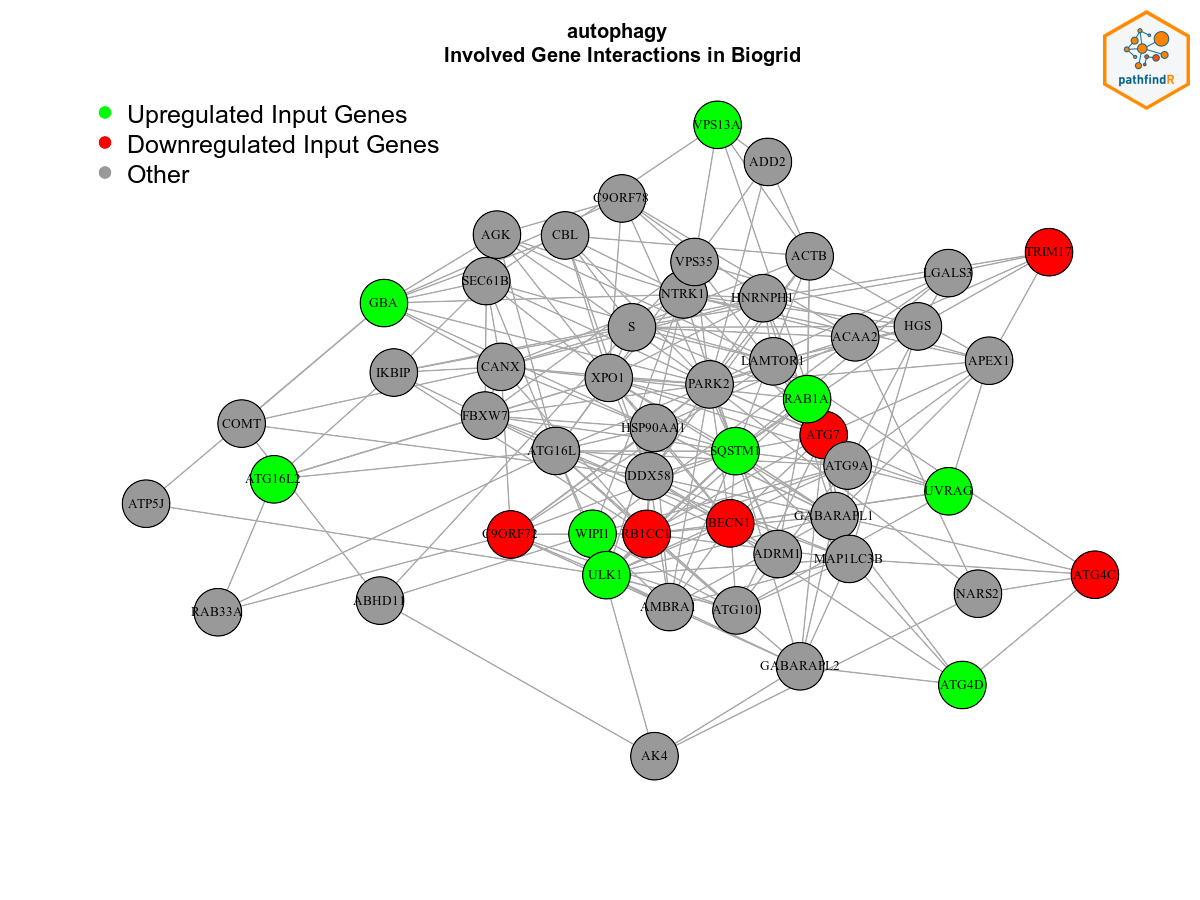 autophagy
Involved Gene Interactions in Biogrid
pathfindR
Upregulated Input Genes
Downregulated Input Genes
Other
VPS13A
ADD2
C9ORF78
AGK
CBL
TRIM17
ACTB
VPS35
LGALS3
SEC61B
NTRK1
HNRNPH1
GBA
S
HGS
ACAA2
APEX1
LAMTOR1
CANX
IKBIP
XPO1
PARK2
RAB1A
FBXW7
COMT
HSP90AA1
ATG7
ATG16L
SQSTM1
ATG9A
DDX58
ATG16L2
UVRAG
ATP5J
GABARAPL1
BECN1
C9ORF72
WIPI1
RB1CC1
ADRM1
MAP1LC3B
ULK1
ATG4C
NARS2
ABHD11
AMBRA1
ATG101
RAB33A
GABARAPL2
ATG4D
AK4